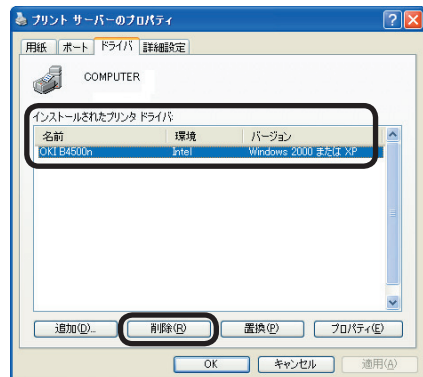 プリント サーバーのプロパティ
用紙 ポート ドライバ 詳細設定
COMPUTER
インストールされたプリンタ ドライバ:
名前 環境 バージョン
OKI B4500n Intel Windows 2000 または XP
追加(D)... 削除(R) 置換(P) プロパティ(E)
OK キャンセル 適用(A)